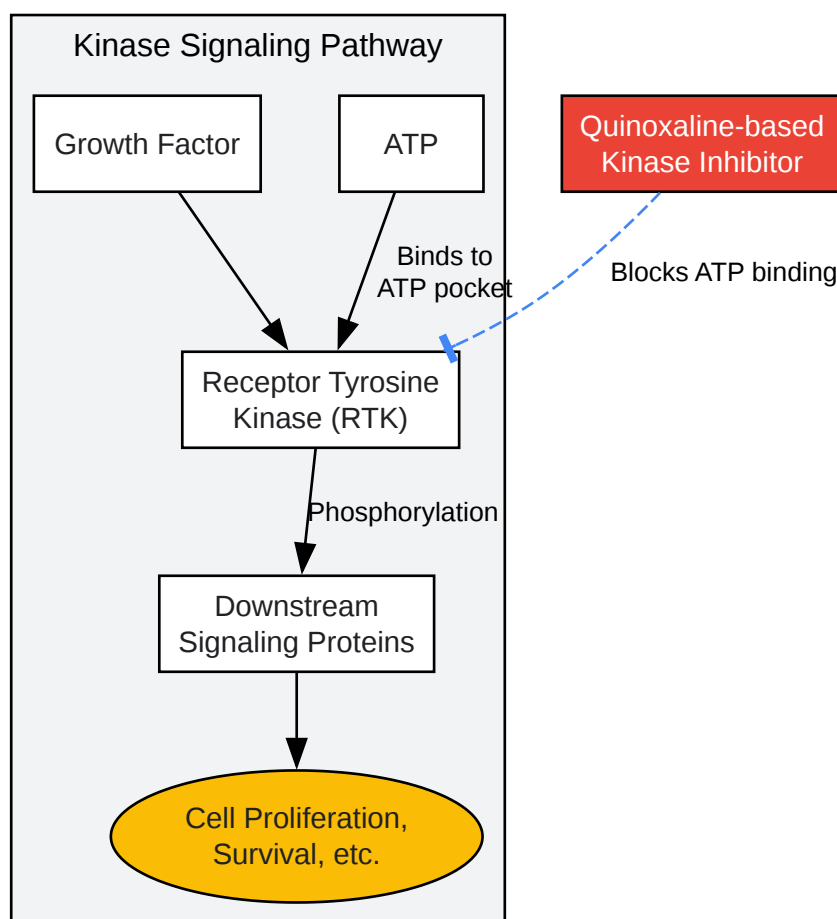 Kinase Signaling Pathway
Growth Factor
ATP
Quinoxaline-based
Kinase Inhibitor
Binds to
ATP pocket
Blocks ATP binding
Receptor Tyrosine
Kinase (RTK)
Phosphorylation
Downstream
Signaling Proteins
Cell Proliferation,
Survival, etc.